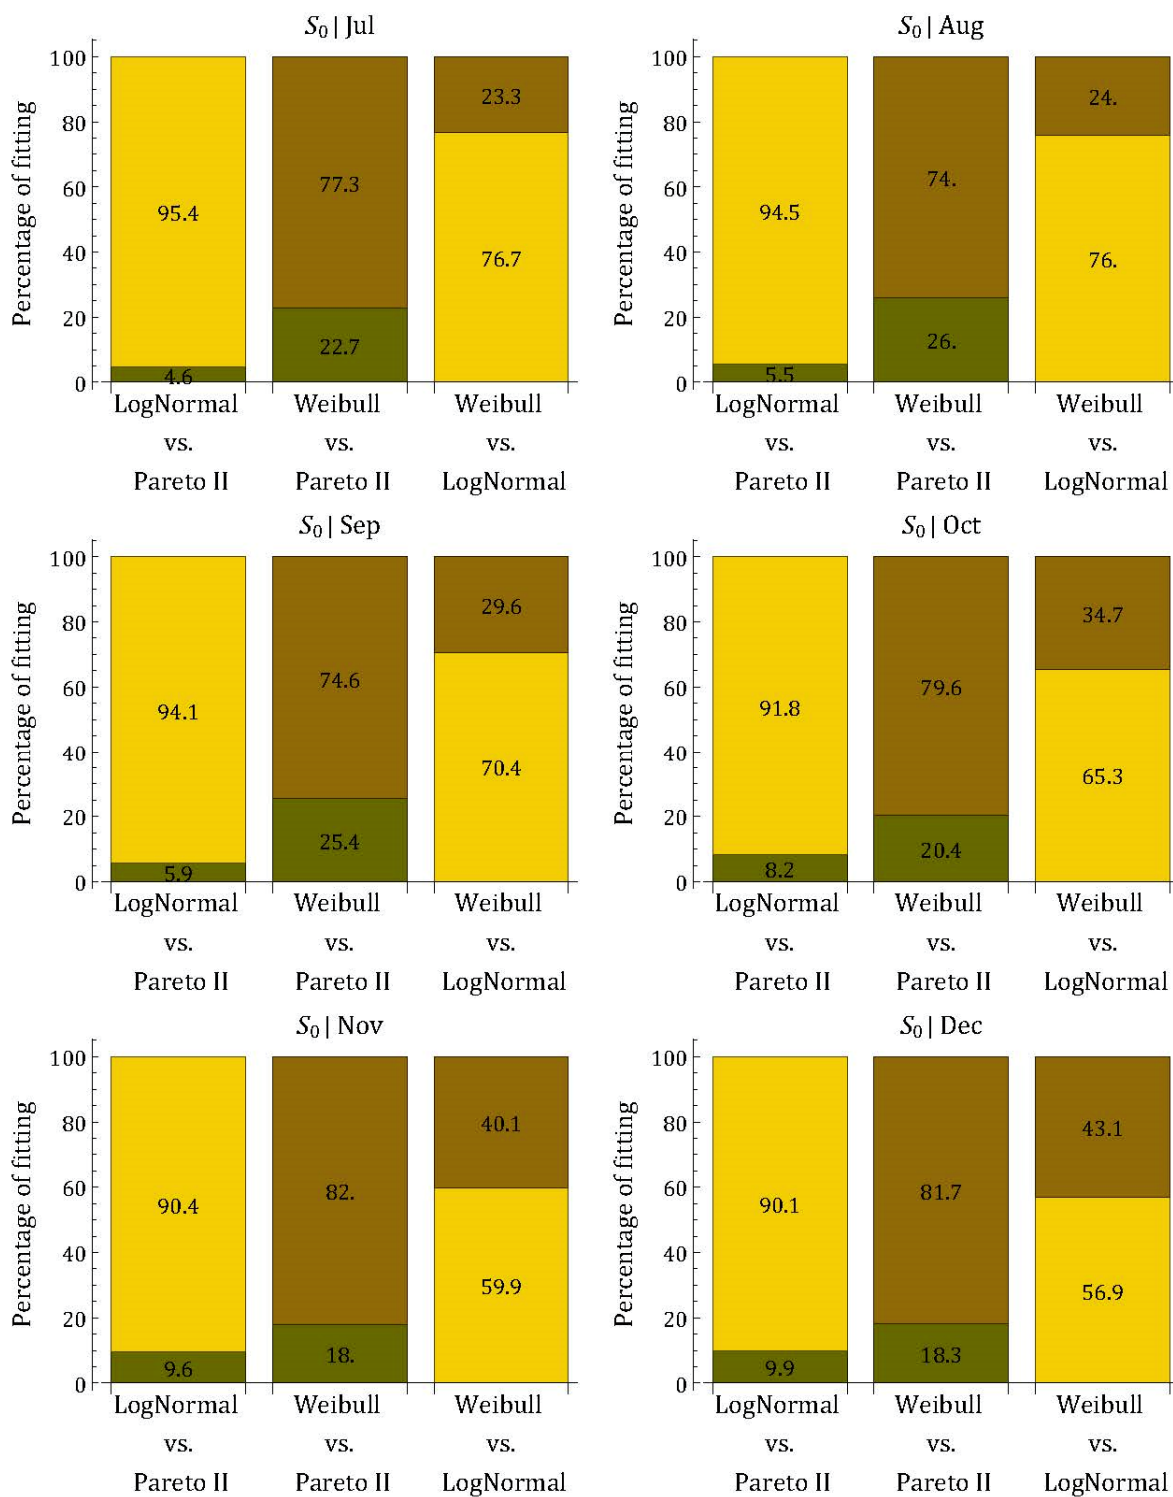 S₀ | Jul
Percentage of fitting
100
80
60
40
20
0
95.4
4.6
77.3
22.7
23.3
76.7
LogNormal Weibull Weibull
vs. vs. vs.
Pareto II Pareto II LogNormal
S₀ | Aug
Percentage of fitting
100
80
60
40
20
0
94.5
5.5
74.
26.
24.
76.
LogNormal Weibull Weibull
vs. vs. vs.
Pareto II Pareto II LogNormal
S₀ | Sep
Percentage of fitting
100
80
60
40
20
0
94.1
5.9
74.6
25.4
29.6
70.4
LogNormal Weibull Weibull
vs. vs. vs.
Pareto II Pareto II LogNormal
S₀ | Oct
Percentage of fitting
100
80
60
40
20
0
91.8
8.2
79.6
20.4
34.7
65.3
LogNormal Weibull Weibull
vs. vs. vs.
Pareto II Pareto II LogNormal
S₀ | Nov
Percentage of fitting
100
80
60
40
20
0
90.4
9.6
82.
18.
40.1
59.9
LogNormal Weibull Weibull
vs. vs. vs.
Pareto II Pareto II LogNormal
S₀ | Dec
Percentage of fitting
100
80
60
40
20
0
90.1
9.9
81.7
18.3
43.1
56.9
LogNormal Weibull Weibull
vs. vs. vs.
Pareto II Pareto II LogNormal